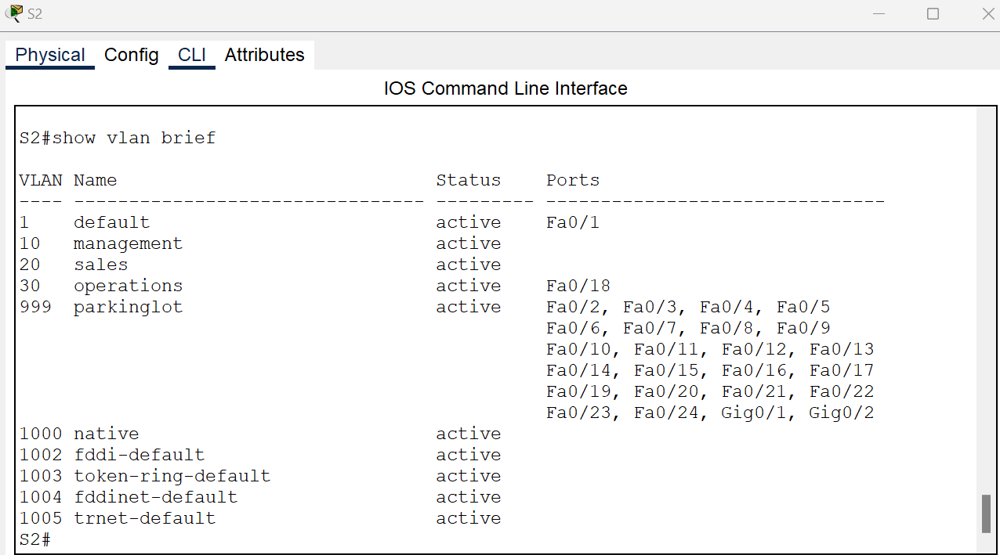 S2
Physical Config CLI Attributes
IOS Command Line Interface
S2#show vlan brief
VLAN Name                             Status    Ports
---- -------------------------------- --------- -------------------------------
1    default                          active    Fa0/1
10   management                       active
20   sales                            active
30   operations                       active    Fa0/18
999  parkinglot                       active    Fa0/2, Fa0/3, Fa0/4, Fa0/5
                                                Fa0/6, Fa0/7, Fa0/8, Fa0/9
                                                Fa0/10, Fa0/11, Fa0/12, Fa0/13
                                                Fa0/14, Fa0/15, Fa0/16, Fa0/17
                                                Fa0/19, Fa0/20, Fa0/21, Fa0/22
                                                Fa0/23, Fa0/24, Gig0/1, Gig0/2
1000 native                           active
1002 fddi-default                     active
1003 token-ring-default               active
1004 fddinet-default                  active
1005 trnet-default                    active
S2#